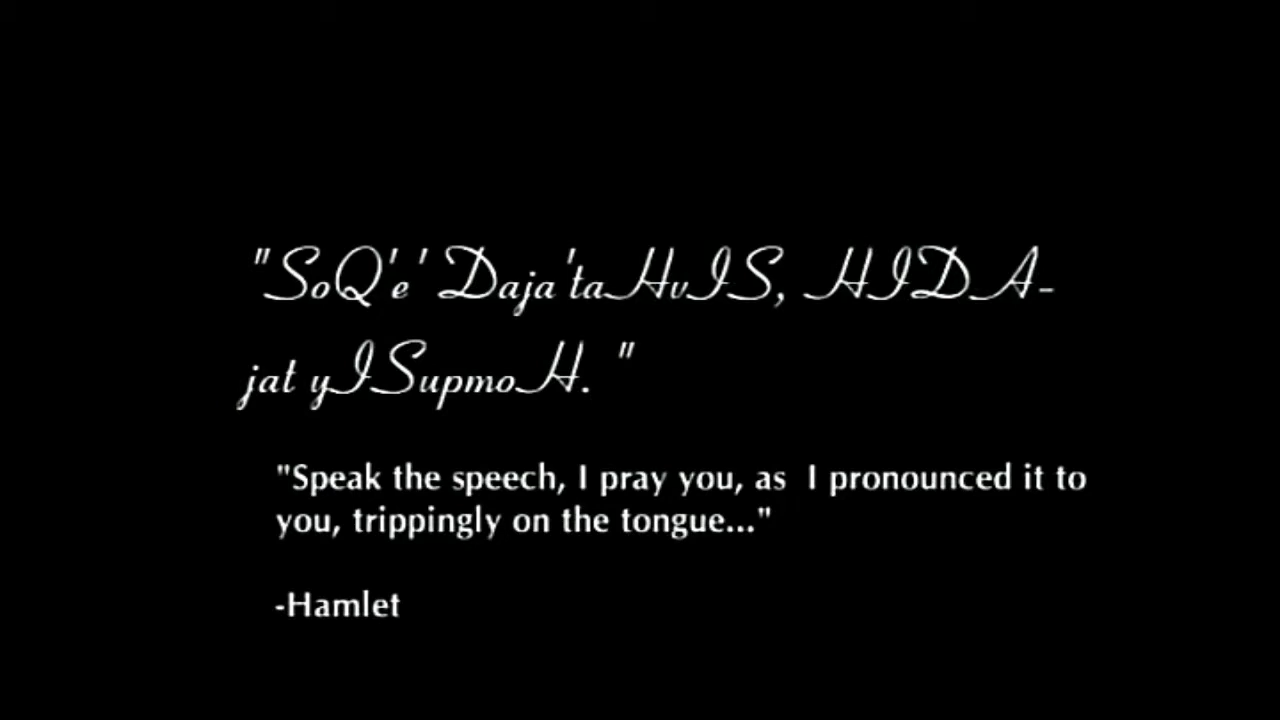 "SoQ'e' Daja'taHvIS, HIDA-
jat yISupmoH. "
"Speak the speech, I pray you, as  I pronounced it to
you, trippingly on the tongue..."
-Hamlet